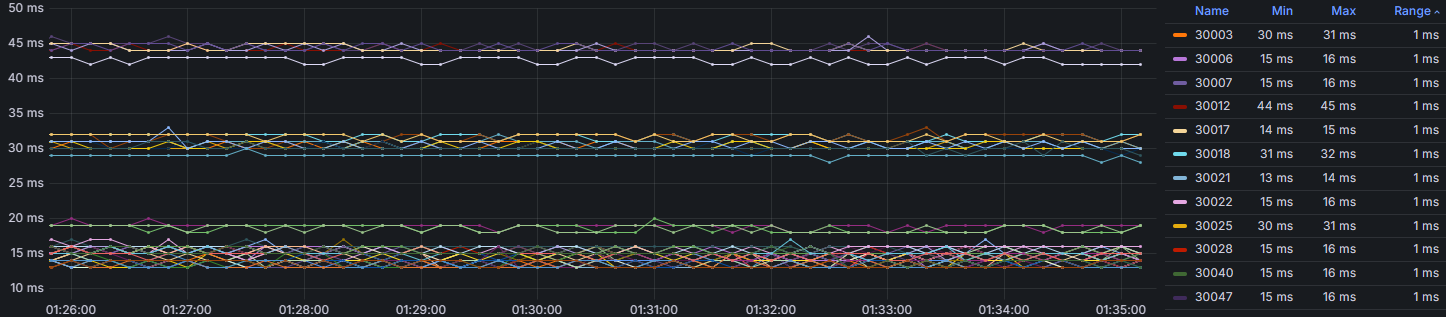 50 ms
45 ms
40 ms
35 ms
30 ms
25 ms
20 ms
15 ms
10 ms
01:26:00 01:27:00 01:28:00 01:29:00 01:30:00 01:31:00 01:32:00 01:33:00 01:34:00 01:35:00
Name Min Max Range
30003 30 ms 31 ms 1 ms
30006 15 ms 16 ms 1 ms
30007 15 ms 16 ms 1 ms
30012 44 ms 45 ms 1 ms
30017 14 ms 15 ms 1 ms
30018 31 ms 32 ms 1 ms
30021 13 ms 14 ms 1 ms
30022 15 ms 16 ms 1 ms
30025 30 ms 31 ms 1 ms
30028 15 ms 16 ms 1 ms
30040 15 ms 16 ms 1 ms
30047 15 ms 16 ms 1 ms